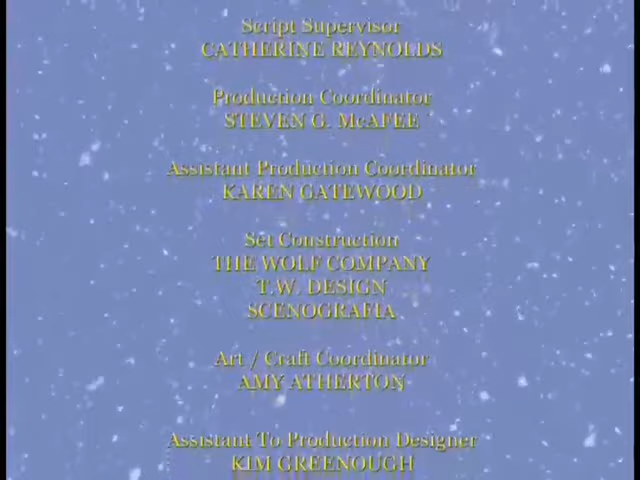 Script Supervisor
CATHERINE REYNOLDS
Production Coordinator
STEVEN G. McAFEE
Assistant Production Coordinator
KAREN GATEWOOD
Set Construction
THE WOLF COMPANY
T.W. DESIGN
SCENOGRAFIA
Art / Craft Coordinator
AMY ATHERTON
Assistant To Production Designer
KIM GREENOUGH